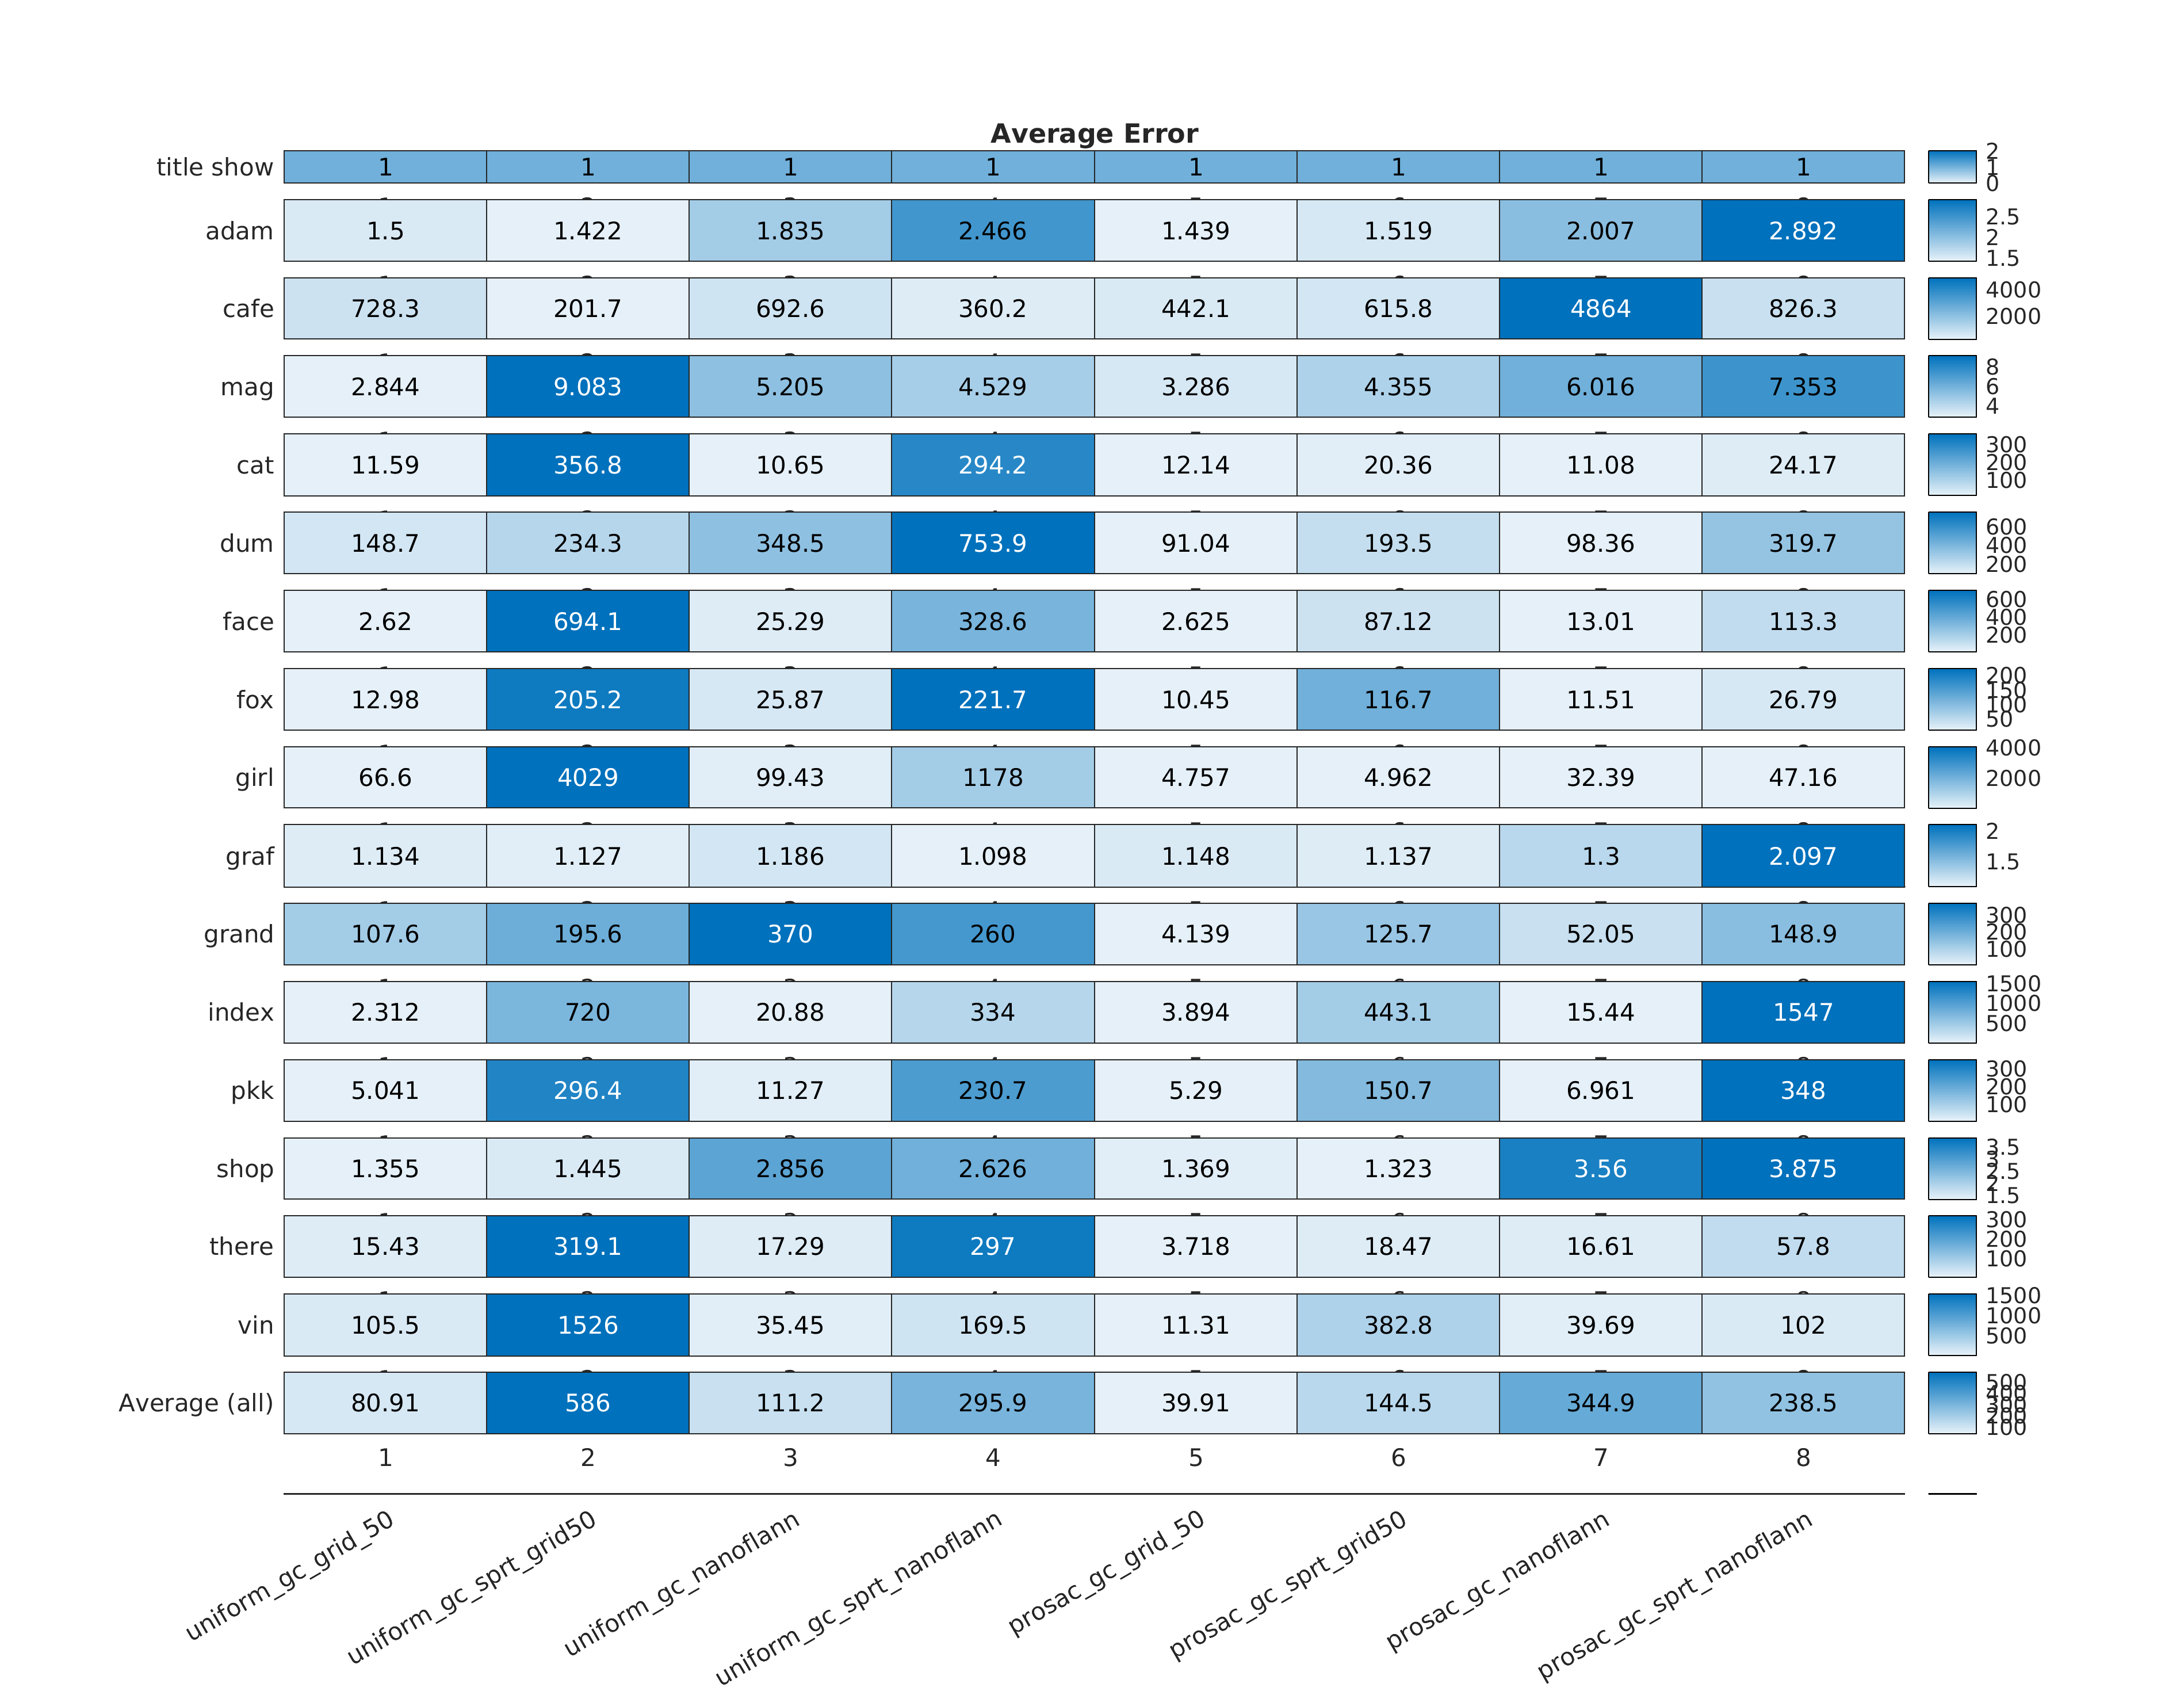 Average Error
title show 1 1 1 1 1 1 1 1 2 1 0
adam 1.5 1.422 1.835 2.466 1.439 1.519 2.007 2.892 2.5 2 1.5
cafe 728.3 201.7 692.6 360.2 442.1 615.8 4864 826.3 4000 2000
mag 2.844 9.083 5.205 4.529 3.286 4.355 6.016 7.353 8 6 4
cat 11.59 356.8 10.65 294.2 12.14 20.36 11.08 24.17 300 200 100
dum 148.7 234.3 348.5 753.9 91.04 193.5 98.36 319.7 600 400 200
face 2.62 694.1 25.29 328.6 2.625 87.12 13.01 113.3 600 400 200
fox 12.98 205.2 25.87 221.7 10.45 116.7 11.51 26.79 200 150 100 50
girl 66.6 4029 99.43 1178 4.757 4.962 32.39 47.16 4000 2000
graf 1.134 1.127 1.186 1.098 1.148 1.137 1.3 2.097 2 1.5
grand 107.6 195.6 370 260 4.139 125.7 52.05 148.9 300 200 100
index 2.312 720 20.88 334 3.894 443.1 15.44 1547 1500 1000 500
pkk 5.041 296.4 11.27 230.7 5.29 150.7 6.961 348 300 200 100
shop 1.355 1.445 2.856 2.626 1.369 1.323 3.56 3.875 3.5 3 2.5 2 1.5
there 15.43 319.1 17.29 297 3.718 18.47 16.61 57.8 300 200 100
vin 105.5 1526 35.45 169.5 11.31 382.8 39.69 102 1500 1000 500
Average (all) 80.91 586 111.2 295.9 39.91 144.5 344.9 238.5 500 400 300 200 100
1 2 3 4 5 6 7 8
uniform_gc_grid_50
uniform_gc_sprt_grid50
uniform_gc_nanoflann
uniform_gc_sprt_nanoflann
prosac_gc_grid_50
prosac_gc_sprt_grid50
prosac_gc_nanoflann
prosac_gc_sprt_nanoflann